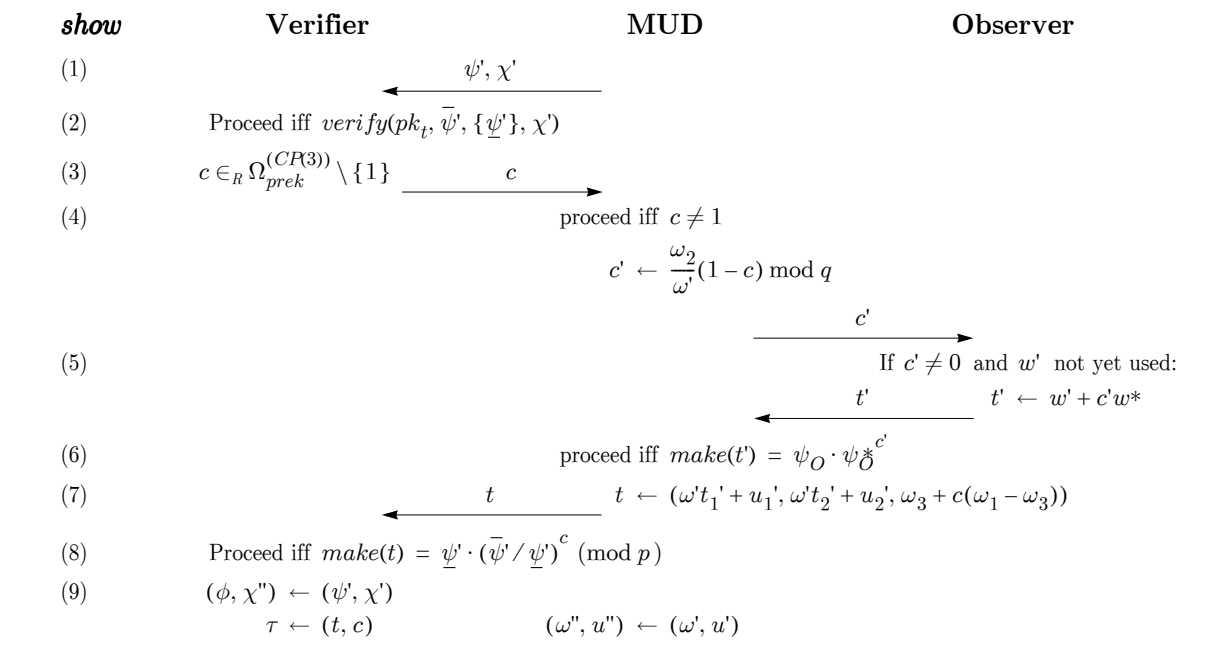 show Verifier MUD Observer
(1) ψ', χ'
(2) Proceed iff verify(pk_t, ψ̄', {ψ̲'}, χ')
(3) c ∈_R Ω_prek^(CP(3)) \ {1} c
(4) proceed iff c ≠ 1
c' ← ω_2/ω' (1 – c) mod q
c'
(5) If c' ≠ 0 and w' not yet used:
t' t' ← w' + c'w*
(6) proceed iff make(t') = ψ_O · ψ*_O^c'
(7) t t ← (ω't_1' + u_1', ω't_2' + u_2', ω_3 + c(ω_1 – ω_3))
(8) Proceed iff make(t) = ψ̲' · (ψ̄' / ψ̲')^c (mod p)
(9) (ϕ, χ") ← (ψ', χ')
τ ← (t, c) (ω", u") ← (ω', u')